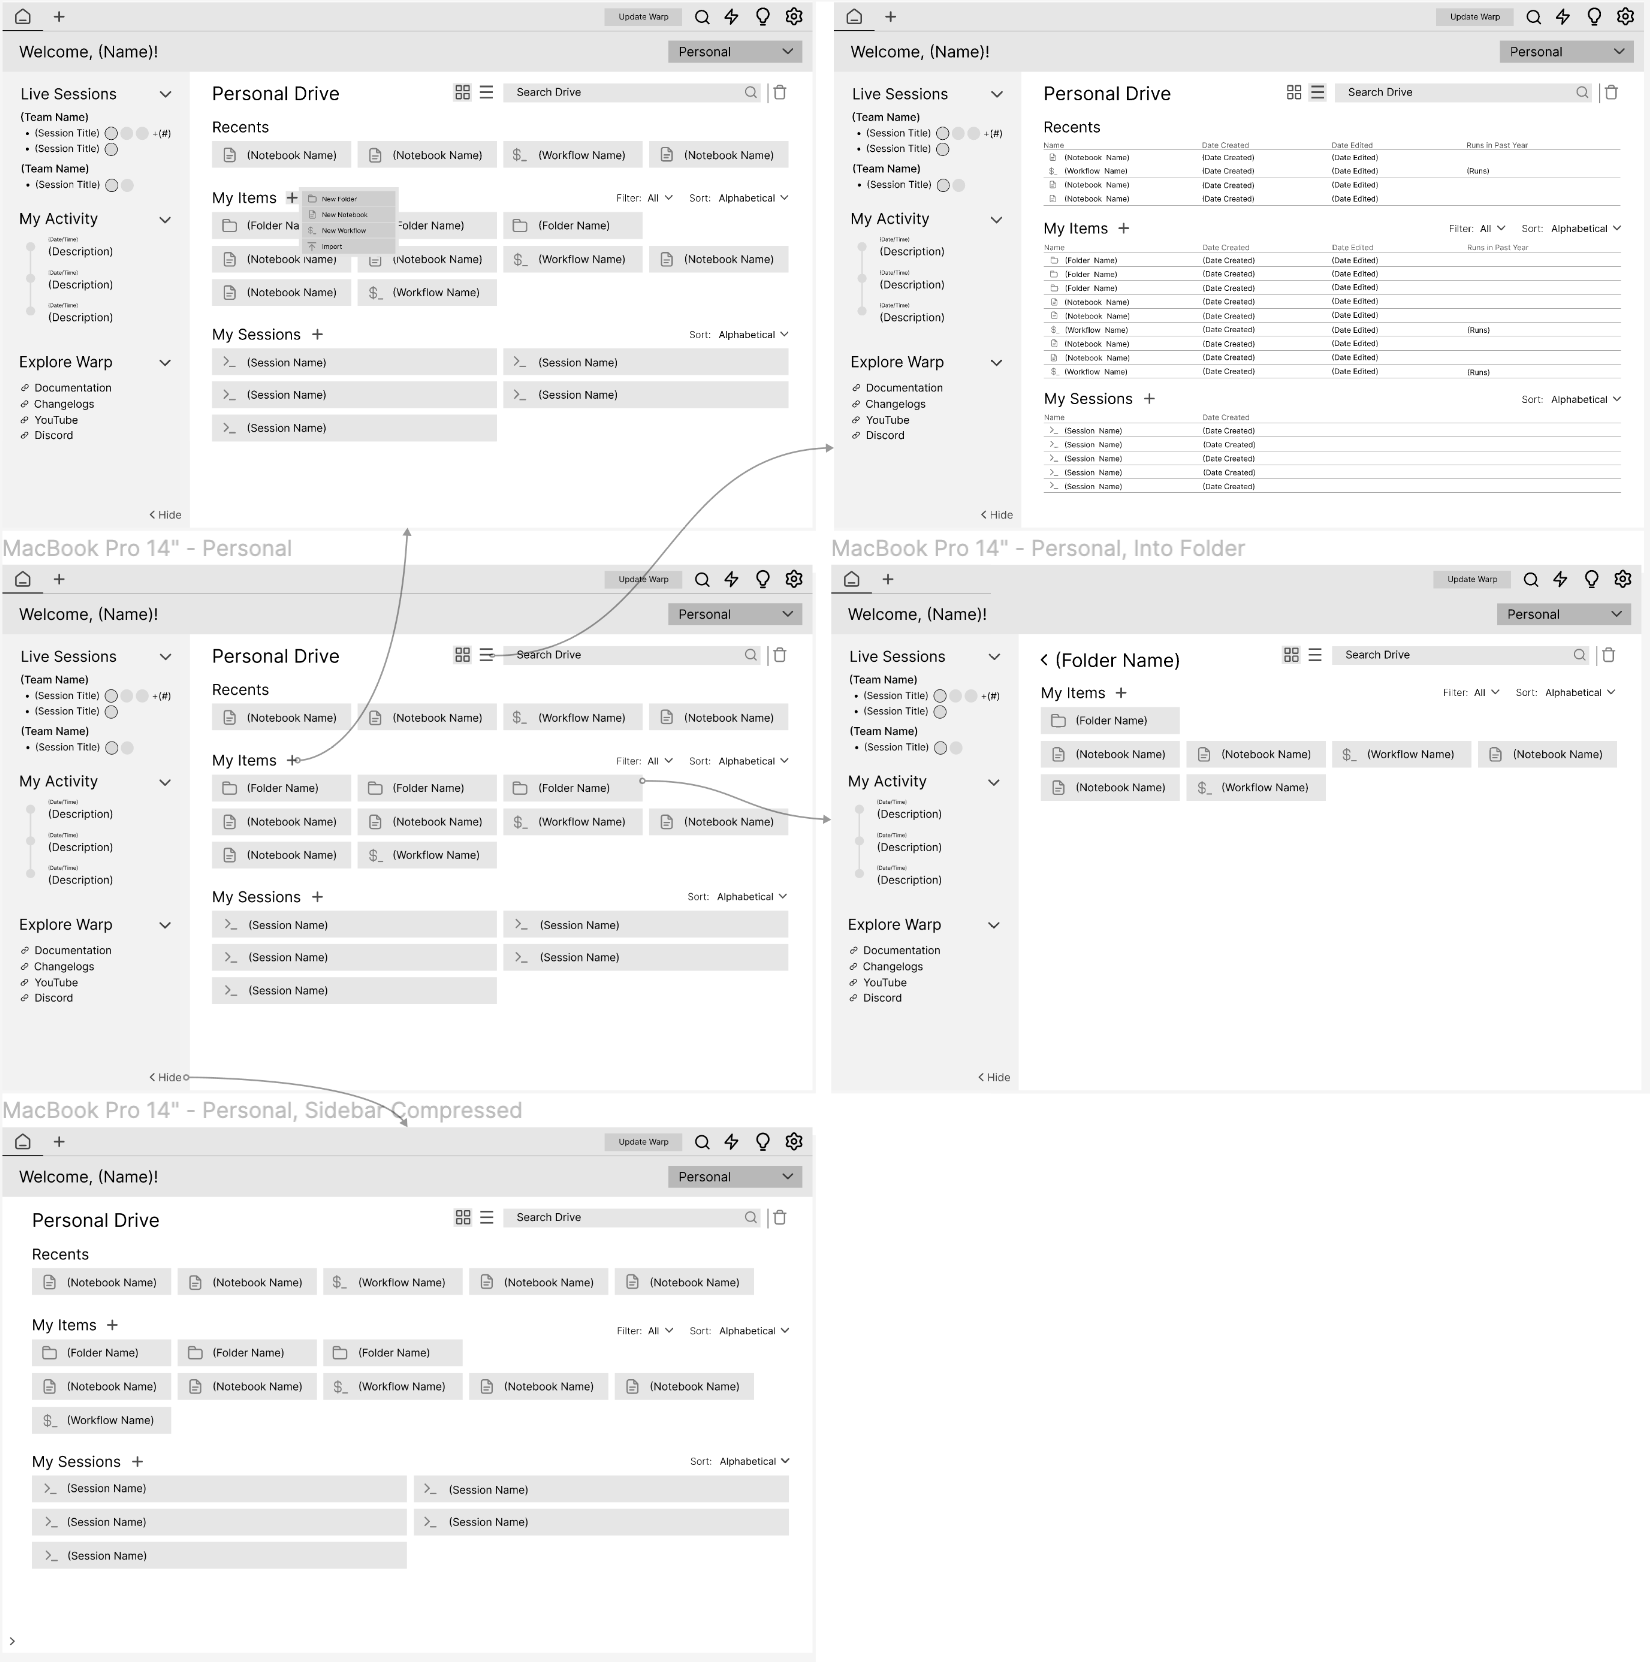 Update Warp
Welcome, (Name)!
Personal
Live Sessions
(Team Name)
• (Session Title) +(#)
• (Session Title)
(Team Name)
• (Session Title)
My Activity
(Date/Time)
(Description)
(Date/Time)
(Description)
(Date/Time)
(Description)
Explore Warp
Documentation
Changelogs
YouTube
Discord
< Hide
Personal Drive
Search Drive
Recents
(Notebook Name) (Notebook Name) $_ (Workflow Name) (Notebook Name)
My Items +
New Folder
New Notebook
$_ New Workflow
Import
Filter: All Sort: Alphabetical
(Folder Na Folder Name) (Folder Name)
(Notebook Name) (Notebook Name) $_ (Workflow Name) (Notebook Name)
(Notebook Name) $_ (Workflow Name)
My Sessions + Sort: Alphabetical
>_ (Session Name) >_ (Session Name)
>_ (Session Name) >_ (Session Name)
>_ (Session Name)
Update Warp
Welcome, (Name)!
Personal
Live Sessions
(Team Name)
• (Session Title) +(#)
• (Session Title)
(Team Name)
• (Session Title)
My Activity
(Date/Time)
(Description)
(Date/Time)
(Description)
(Date/Time)
(Description)
Explore Warp
Documentation
Changelogs
YouTube
Discord
< Hide
Personal Drive
Search Drive
Recents
Name Date Created Date Edited Runs in Past Year
(Notebook Name) (Date Created) (Date Edited)
$_ (Workflow Name) (Date Created) (Date Edited) (Runs)
(Notebook Name) (Date Created) (Date Edited)
(Notebook Name) (Date Created) (Date Edited)
My Items + Filter: All Sort: Alphabetical
Name Date Created Date Edited Runs in Past Year
(Folder Name) (Date Created) (Date Edited)
(Folder Name) (Date Created) (Date Edited)
(Folder Name) (Date Created) (Date Edited)
(Notebook Name) (Date Created) (Date Edited)
(Notebook Name) (Date Created) (Date Edited)
$_ (Workflow Name) (Date Created) (Date Edited) (Runs)
(Notebook Name) (Date Created) (Date Edited)
(Notebook Name) (Date Created) (Date Edited)
$_ (Workflow Name) (Date Created) (Date Edited) (Runs)
My Sessions + Sort: Alphabetical
Name Date Created
>_ (Session Name) (Date Created)
>_ (Session Name) (Date Created)
>_ (Session Name) (Date Created)
>_ (Session Name) (Date Created)
>_ (Session Name) (Date Created)
MacBook Pro 14" - Personal
Update Warp
Welcome, (Name)!
Personal
Live Sessions
(Team Name)
• (Session Title) +(#)
• (Session Title)
(Team Name)
• (Session Title)
My Activity
(Date/Time)
(Description)
(Date/Time)
(Description)
(Date/Time)
(Description)
Explore Warp
Documentation
Changelogs
YouTube
Discord
< Hide
Personal Drive
Search Drive
Recents
(Notebook Name) (Notebook Name) $_ (Workflow Name) (Notebook Name)
My Items + Filter: All Sort: Alphabetical
(Folder Name) (Folder Name) (Folder Name)
(Notebook Name) (Notebook Name) $_ (Workflow Name) (Notebook Name)
(Notebook Name) $_ (Workflow Name)
My Sessions + Sort: Alphabetical
>_ (Session Name) >_ (Session Name)
>_ (Session Name) >_ (Session Name)
>_ (Session Name)
MacBook Pro 14" - Personal, Into Folder
Update Warp
Welcome, (Name)!
Personal
Live Sessions
(Team Name)
• (Session Title) +(#)
• (Session Title)
(Team Name)
• (Session Title)
My Activity
(Date/Time)
(Description)
(Date/Time)
(Description)
(Date/Time)
(Description)
Explore Warp
Documentation
Changelogs
YouTube
Discord
< Hide
< (Folder Name)
Search Drive
My Items + Filter: All Sort: Alphabetical
(Folder Name)
(Notebook Name) (Notebook Name) $_ (Workflow Name) (Notebook Name)
(Notebook Name) $_ (Workflow Name)
MacBook Pro 14" - Personal, Sidebar Compressed
Update Warp
Welcome, (Name)!
Personal
Personal Drive
Search Drive
Recents
(Notebook Name) (Notebook Name) $_ (Workflow Name) (Notebook Name) (Notebook Name)
My Items + Filter: All Sort: Alphabetical
(Folder Name) (Folder Name) (Folder Name)
(Notebook Name) (Notebook Name) $_ (Workflow Name) (Notebook Name) (Notebook Name)
$_ (Workflow Name)
My Sessions + Sort: Alphabetical
>_ (Session Name) >_ (Session Name)
>_ (Session Name) >_ (Session Name)
>_ (Session Name)